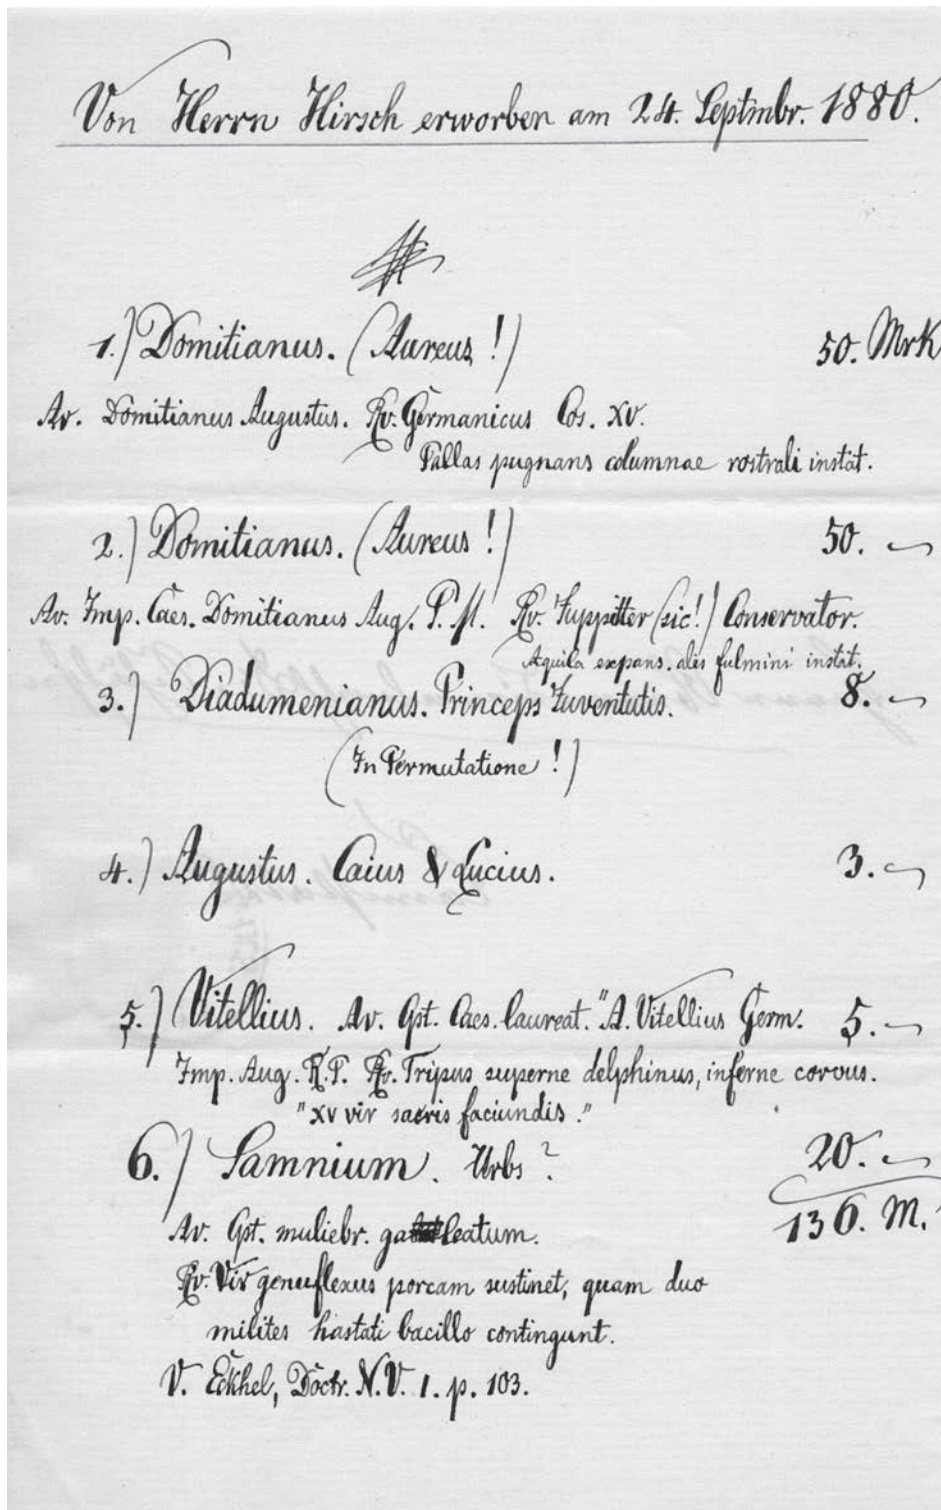 Von Herrn Hirsch erworben am 24. Septmbr. 1880.
1.) Domitianus. (Aureus!) 50. Mrk
Av. Domitianus Augustus. Rv. Germanicus Cos. XV.
Pallas pugnans columnae rostrali instat.
2.) Domitianus. (Aureus!) 50. —
Av. Imp. Caes. Domitianus Aug. P. M. Rv. Juppitter (sic!) Conservator.
Aquila expans. alis fulmini instat.
3.) Diadumenianus. Princeps Juventutis. 8. —
(In Permutatione!)
4.) Augustus. Caius & Lucius. 3. —
5.) Vitellius. Av. Cpt. Caes. laureat. "A. Vitellius Germ. 5. —
Imp. Aug. R. P. Rv. Tripus superne delphinus, inferne corvus.
"XV vir sacris faciundis."
6.) Samnium. Urbs? 20. —
136. M.
Av. Cpt. muliebr. galeatum.
Rv. Vir genuflexus porcam sustinet, quam duo
milites hastati bacillo contingunt.
V. Eckhel, Doctr. N. V. 1. p. 103.